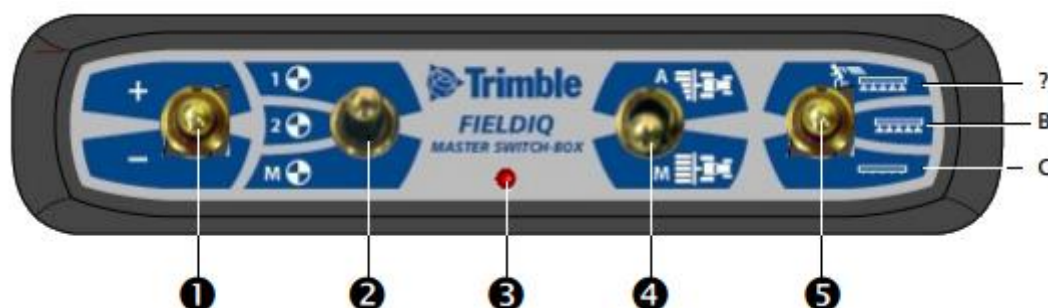 + 1 Trimble A ?
2 FIELDIQ B
- M MASTER SWITCH-BOX M C
1 2 3 4 5